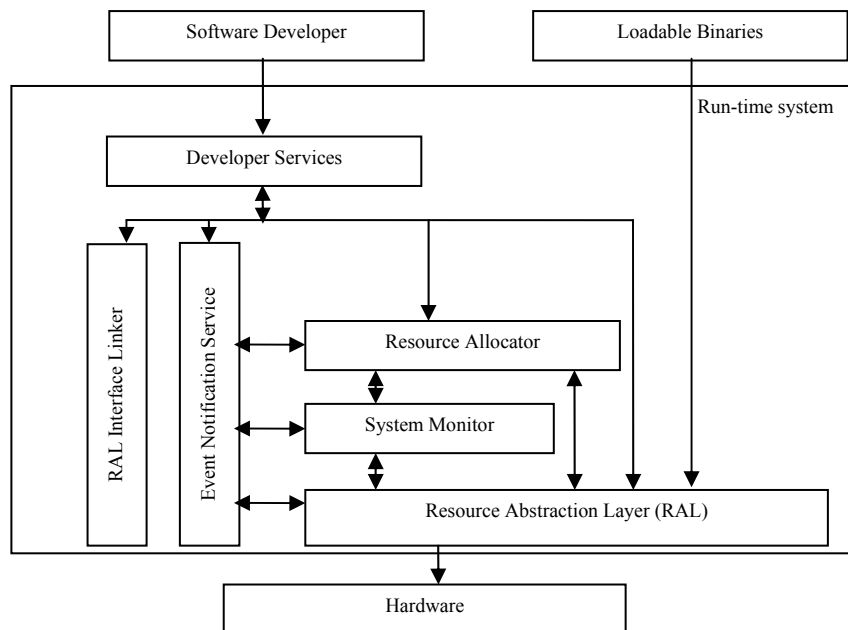 Software Developer
Loadable Binaries
Run-time system
Developer Services
RAL Interface Linker
Event Notification Service
Resource Allocator
System Monitor
Resource Abstraction Layer (RAL)
Hardware